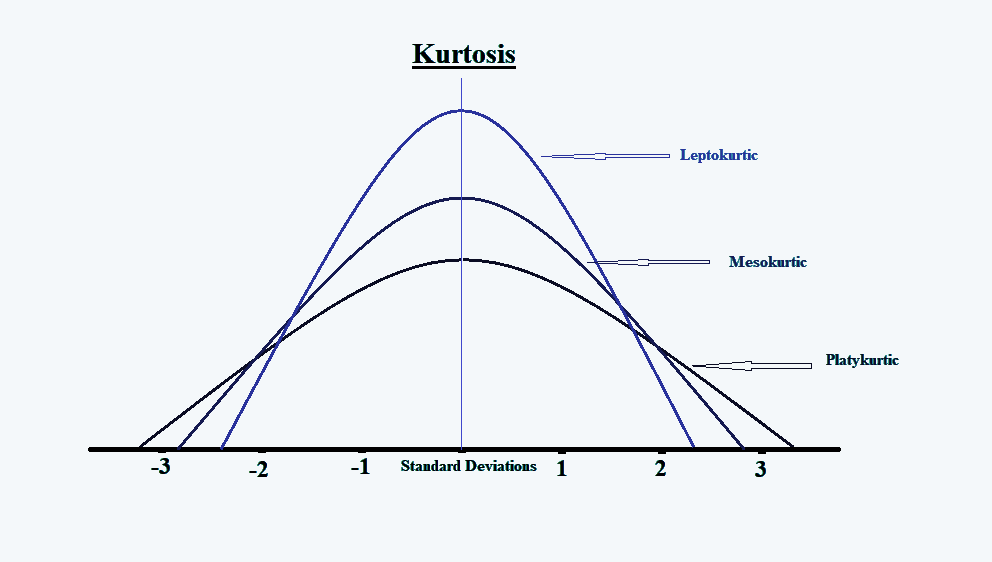 Kurtosis
Leptokurtic
Mesokurtic
Platykurtic
-3 -2 -1 Standard Deviations 1 2 3